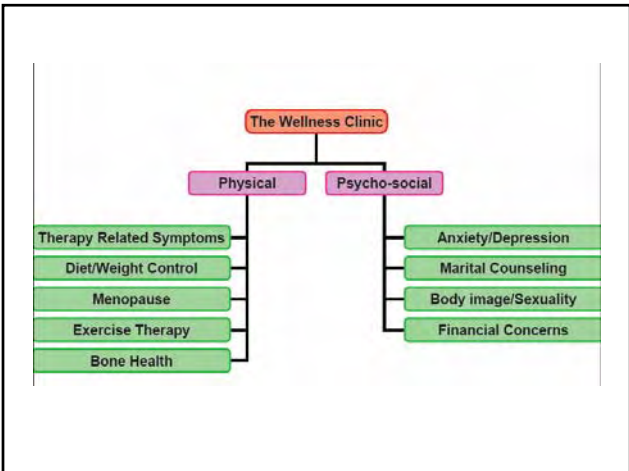 The Wellness Clinic
Physical
Psycho-social
Therapy Related Symptoms
Diet/Weight Control
Menopause
Exercise Therapy
Bone Health
Anxiety/Depression
Marital Counseling
Body image/Sexuality
Financial Concerns